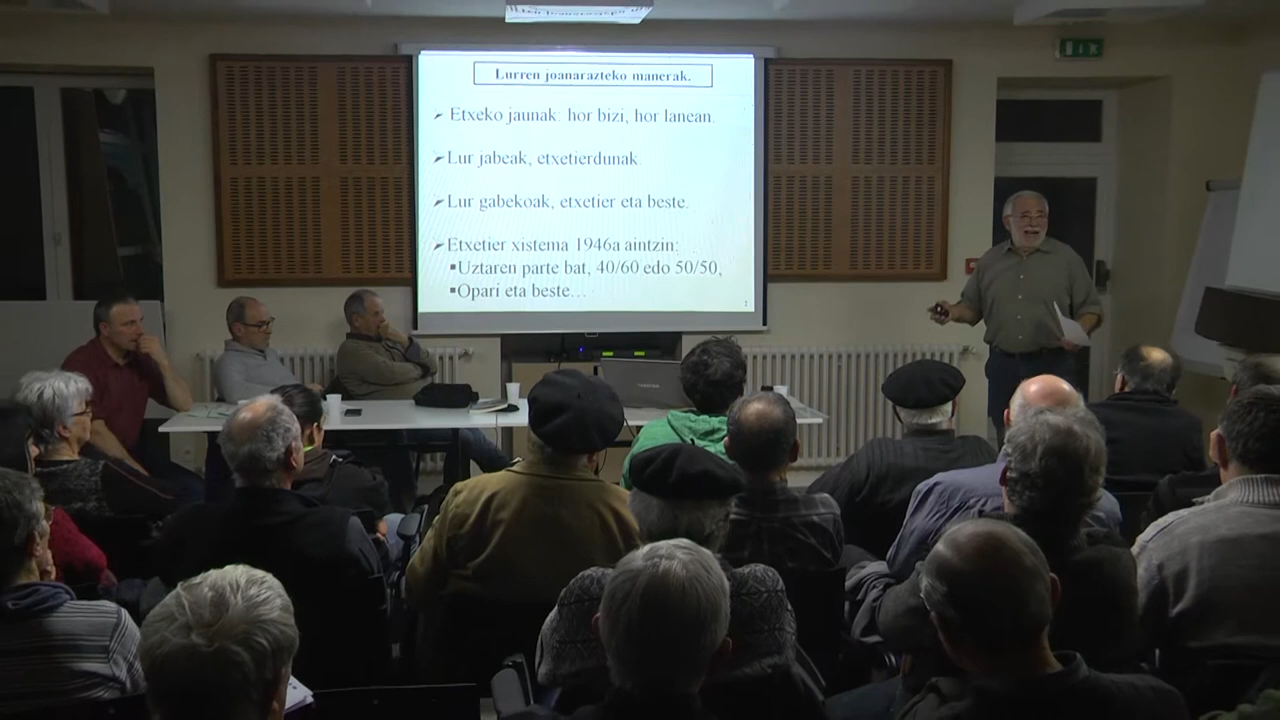 Lurren joanarazteko manerak.
➢ Etxeko jaunak: hor bizi, hor lanean.
➢ Lur jabeak, etxetierdunak.
➢ Lur gabekoak, etxetier eta beste.
➢ Etxetier xistema 1946a aintzin:
▪ Uztaren parte bat, 40/60 edo 50/50,
▪ Opari eta beste…
TOSHIBA